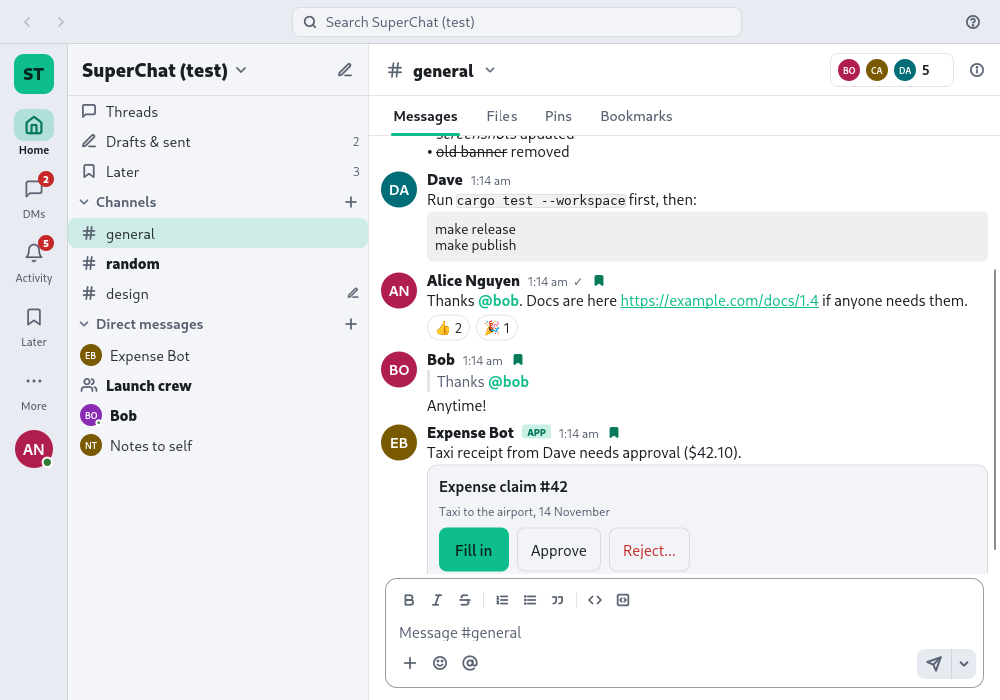 Search SuperChat (test)
ST
Home
2
DMs
5
Activity
Later
More
AN
SuperChat (test)
Threads
Drafts & sent 2
Later 3
Channels
general
random
design
Direct messages
EB Expense Bot
Launch crew
BO Bob
NT Notes to self
# general
BO CA DA 5
Messages Files Pins Bookmarks
• screenshots updated
• old banner removed
DA Dave 1:14 am
Run cargo test --workspace first, then:
make release
make publish
AN Alice Nguyen 1:14 am ✓
Thanks @bob. Docs are here https://example.com/docs/1.4 if anyone needs them.
👍 2 🎉 1
BO Bob 1:14 am
Thanks @bob
Anytime!
EB Expense Bot APP 1:14 am
Taxi receipt from Dave needs approval ($42.10).
Expense claim #42
Taxi to the airport, 14 November
Fill in Approve Reject...
Message #general